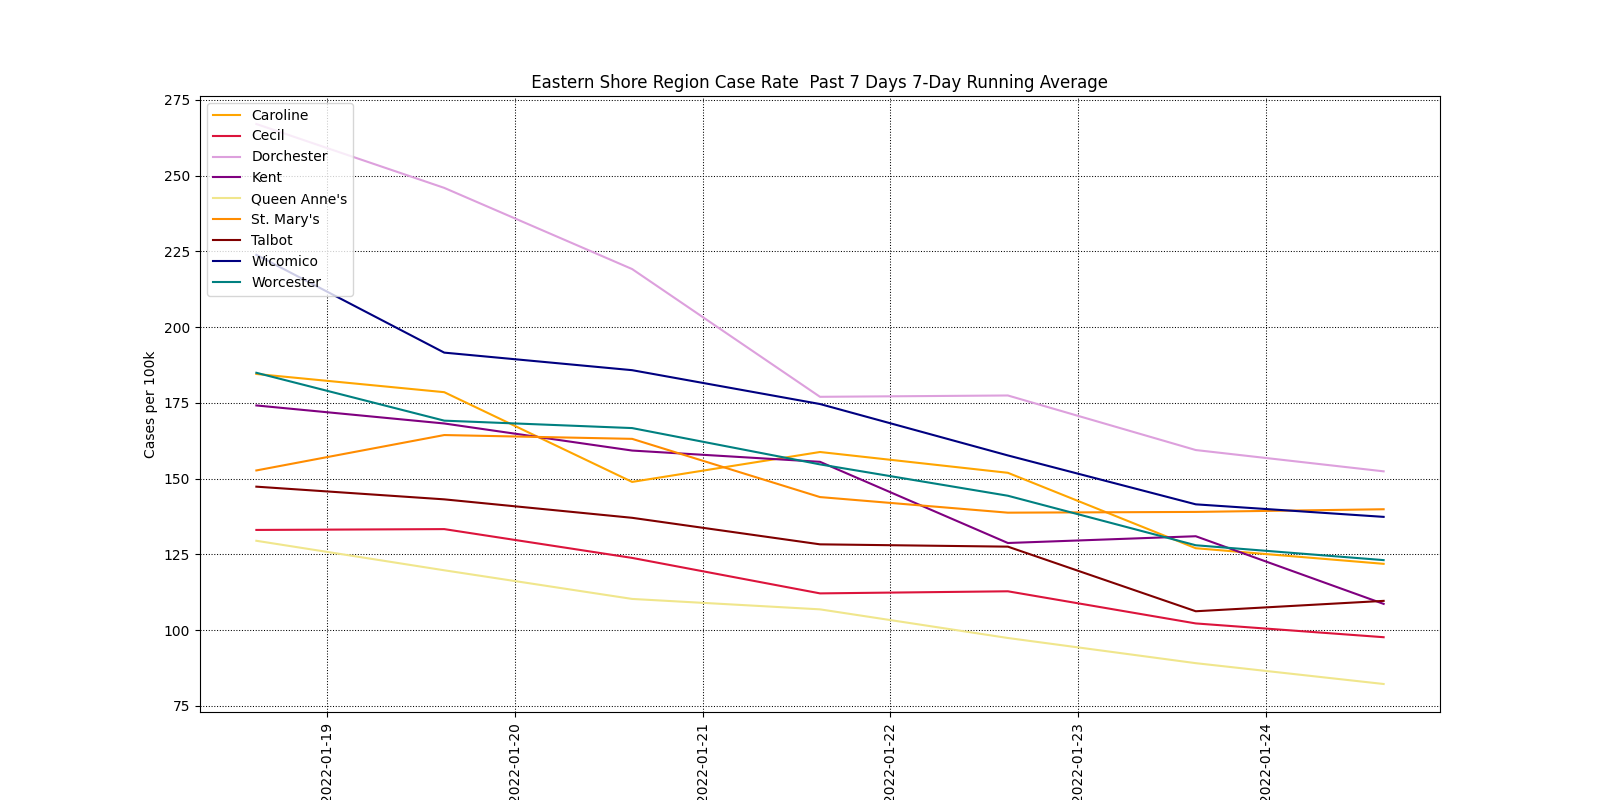 Eastern Shore Region Case Rate  Past 7 Days 7-Day Running Average
275
250
225
200
175
150
125
100
75
Cases per 100k
Caroline
Cecil
Dorchester
Kent
Queen Anne's
St. Mary's
Talbot
Wicomico
Worcester
2022-01-19
2022-01-20
2022-01-21
2022-01-22
2022-01-23
2022-01-24